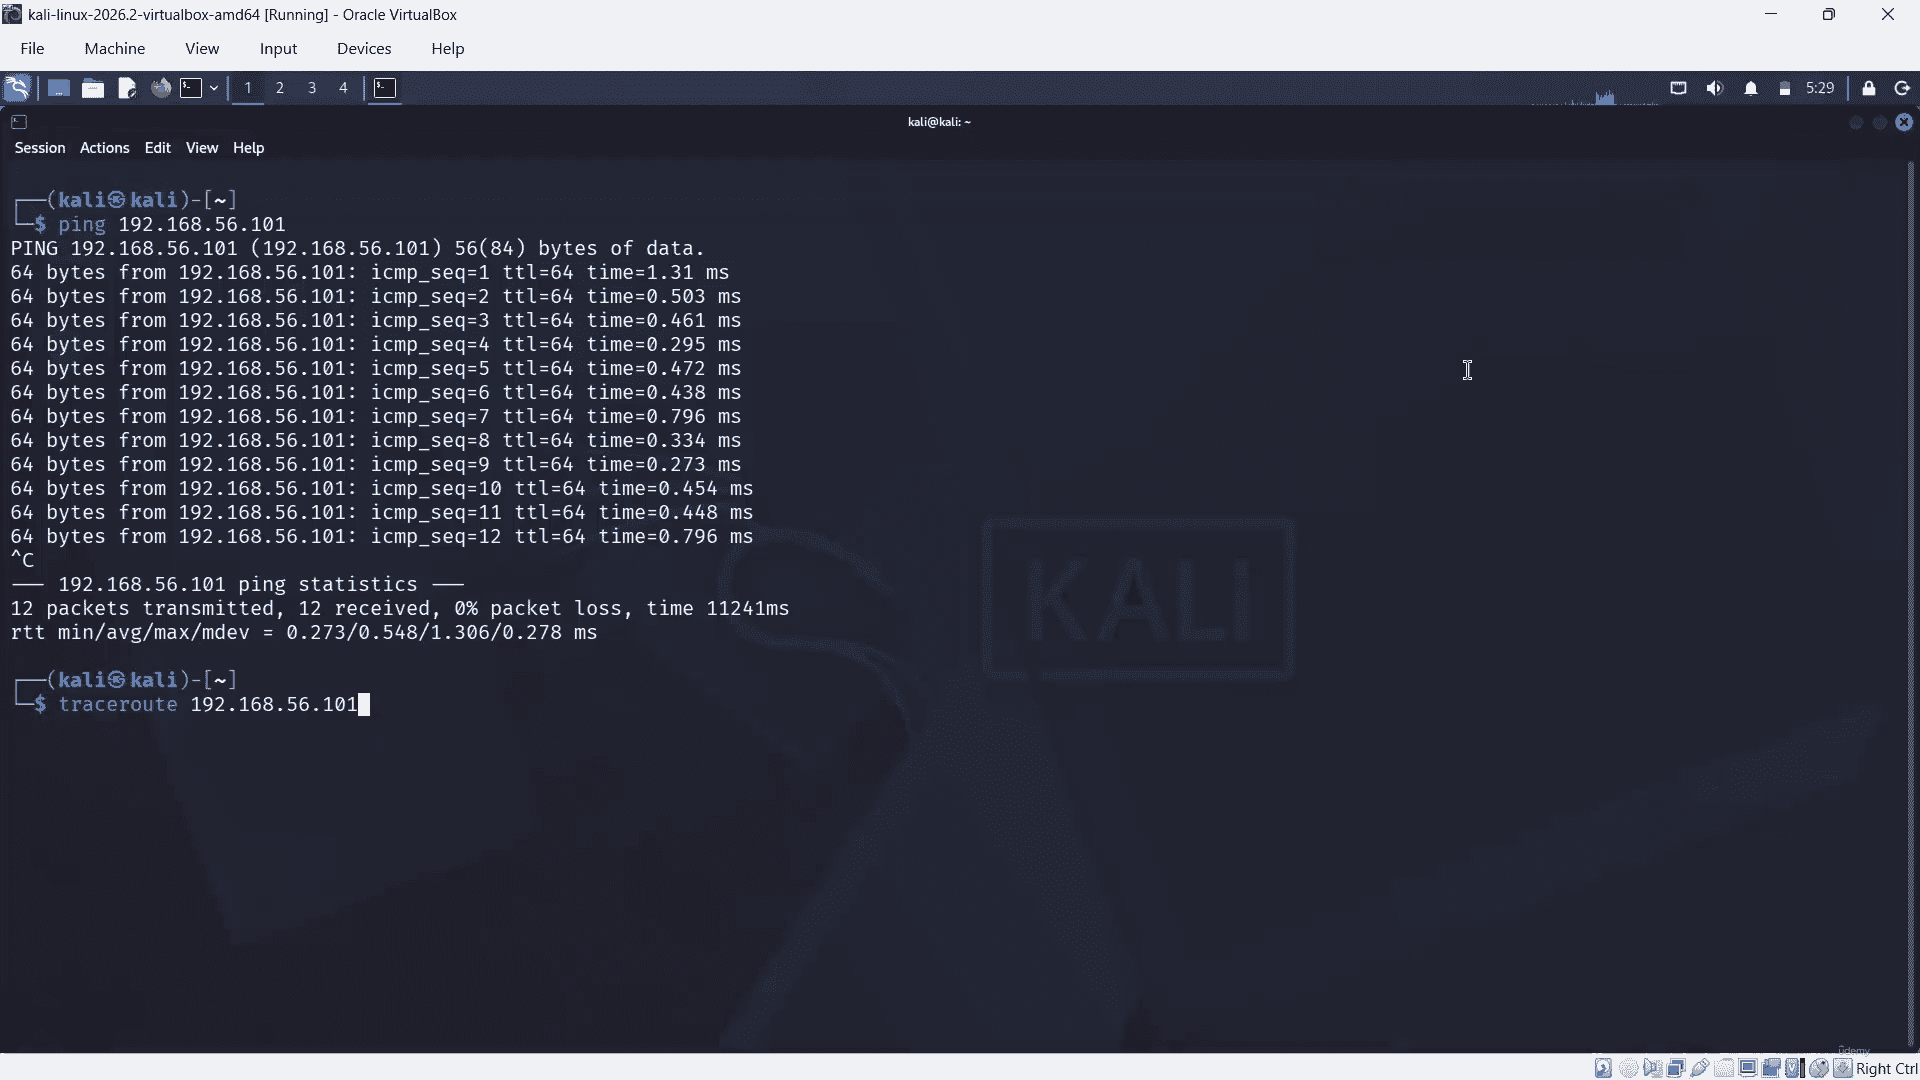 kali-linux-2026.2-virtualbox-amd64 [Running] - Oracle VirtualBox
File Machine View Input Devices Help
1 2 3 4 5:29
kali@kali: ~
Session Actions Edit View Help
┌──(kali㉿kali)-[~]
└─$ ping 192.168.56.101
PING 192.168.56.101 (192.168.56.101) 56(84) bytes of data.
64 bytes from 192.168.56.101: icmp_seq=1 ttl=64 time=1.31 ms
64 bytes from 192.168.56.101: icmp_seq=2 ttl=64 time=0.503 ms
64 bytes from 192.168.56.101: icmp_seq=3 ttl=64 time=0.461 ms
64 bytes from 192.168.56.101: icmp_seq=4 ttl=64 time=0.295 ms
64 bytes from 192.168.56.101: icmp_seq=5 ttl=64 time=0.472 ms
64 bytes from 192.168.56.101: icmp_seq=6 ttl=64 time=0.438 ms
64 bytes from 192.168.56.101: icmp_seq=7 ttl=64 time=0.796 ms
64 bytes from 192.168.56.101: icmp_seq=8 ttl=64 time=0.334 ms
64 bytes from 192.168.56.101: icmp_seq=9 ttl=64 time=0.273 ms
64 bytes from 192.168.56.101: icmp_seq=10 ttl=64 time=0.454 ms
64 bytes from 192.168.56.101: icmp_seq=11 ttl=64 time=0.448 ms
64 bytes from 192.168.56.101: icmp_seq=12 ttl=64 time=0.796 ms
^C
--- 192.168.56.101 ping statistics ---
12 packets transmitted, 12 received, 0% packet loss, time 11241ms
rtt min/avg/max/mdev = 0.273/0.548/1.306/0.278 ms
KALI
┌──(kali㉿kali)-[~]
└─$ traceroute 192.168.56.101
udemy
Right Ctrl